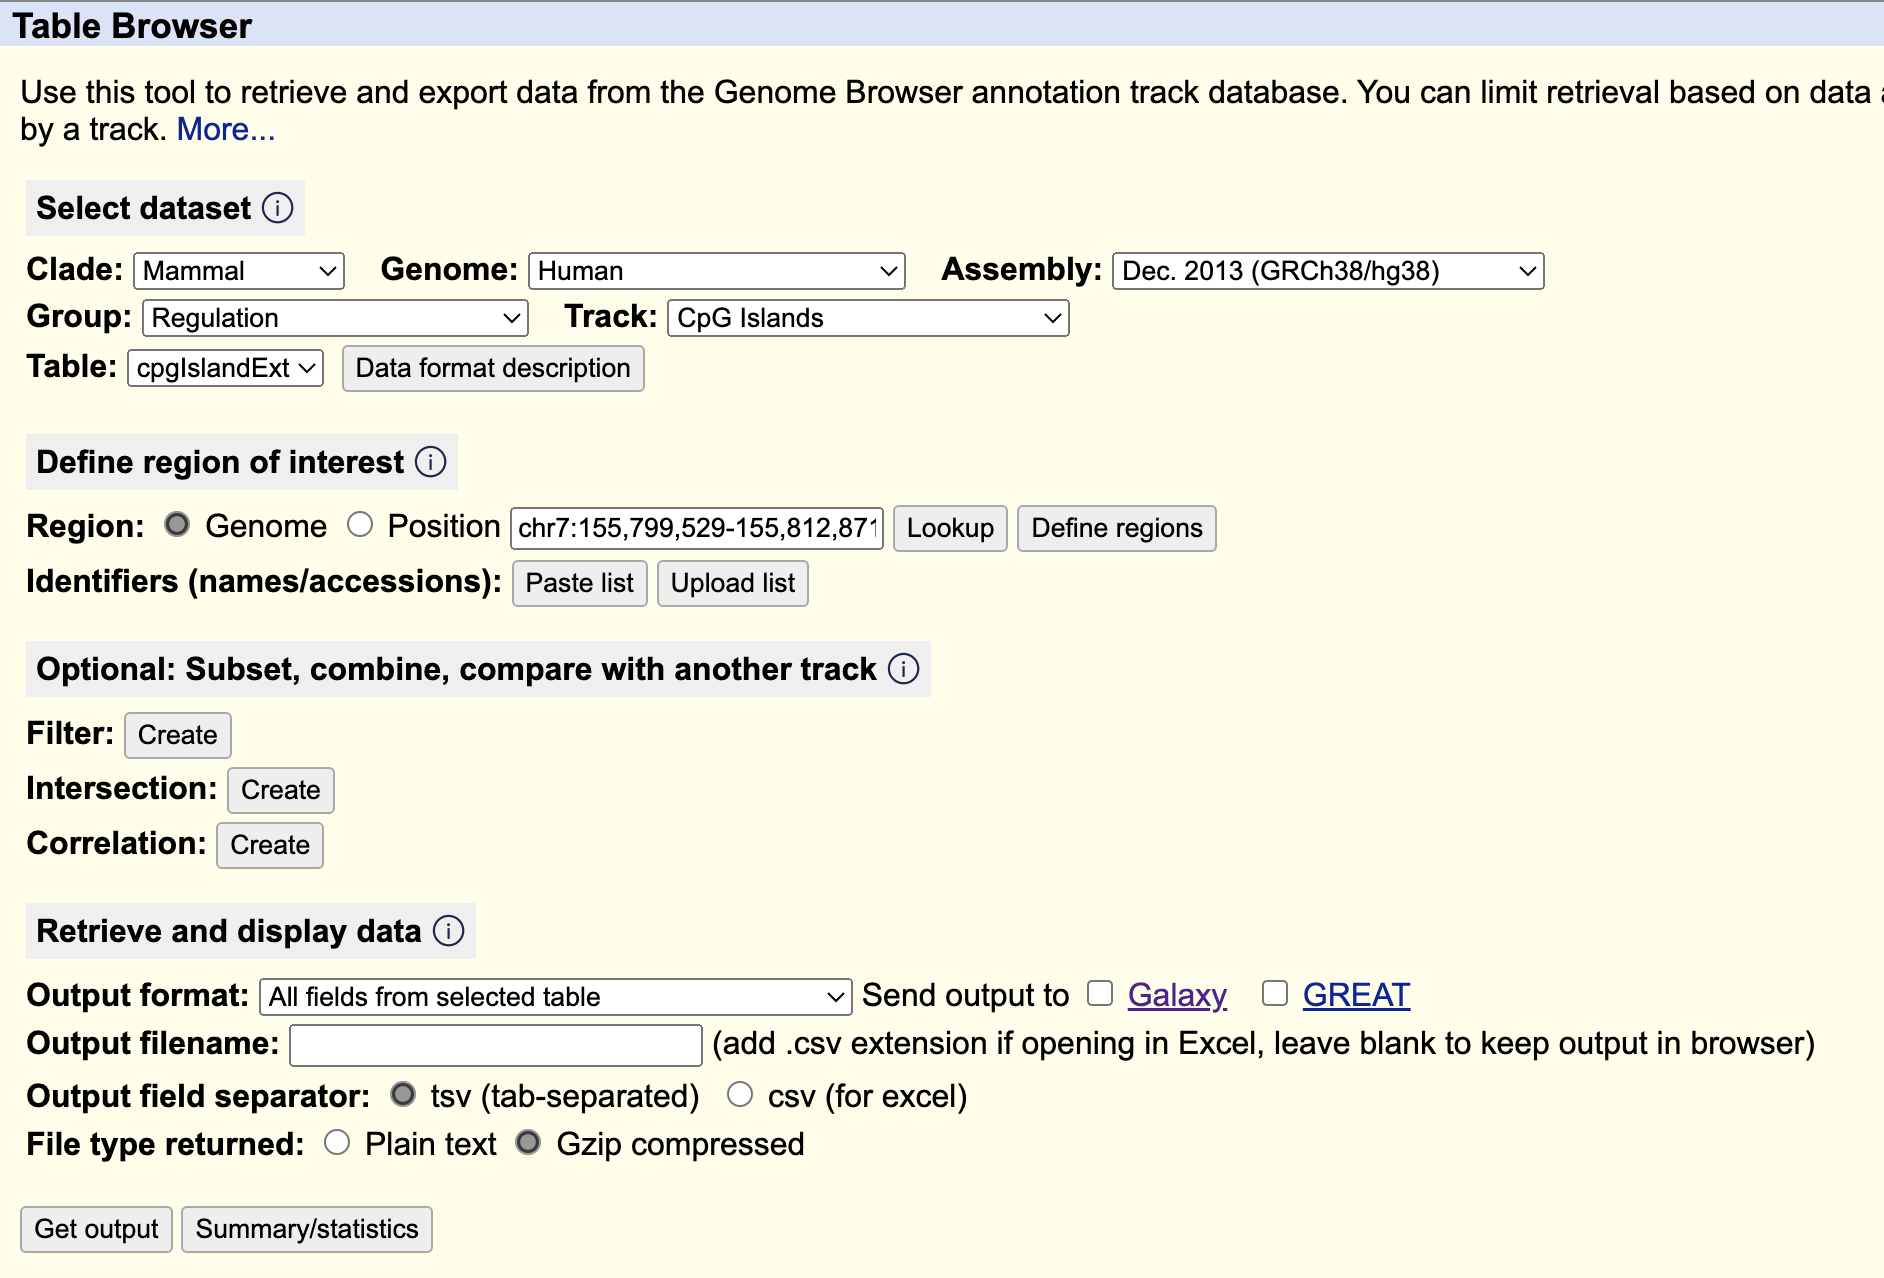 Table Browser
Use this tool to retrieve and export data from the Genome Browser annotation track database. You can limit retrieval based on data
by a track. More...
Select dataset
Clade: Mammal Genome: Human Assembly: Dec. 2013 (GRCh38/hg38)
Group: Regulation Track: CpG Islands
Table: cpgIslandExt Data format description
Define region of interest
Region: Genome Position chr7:155,799,529-155,812,871 Lookup Define regions
Identifiers (names/accessions): Paste list Upload list
Optional: Subset, combine, compare with another track
Filter: Create
Intersection: Create
Correlation: Create
Retrieve and display data
Output format: All fields from selected table Send output to Galaxy GREAT
Output filename: (add .csv extension if opening in Excel, leave blank to keep output in browser)
Output field separator: tsv (tab-separated) csv (for excel)
File type returned: Plain text Gzip compressed
Get output Summary/statistics